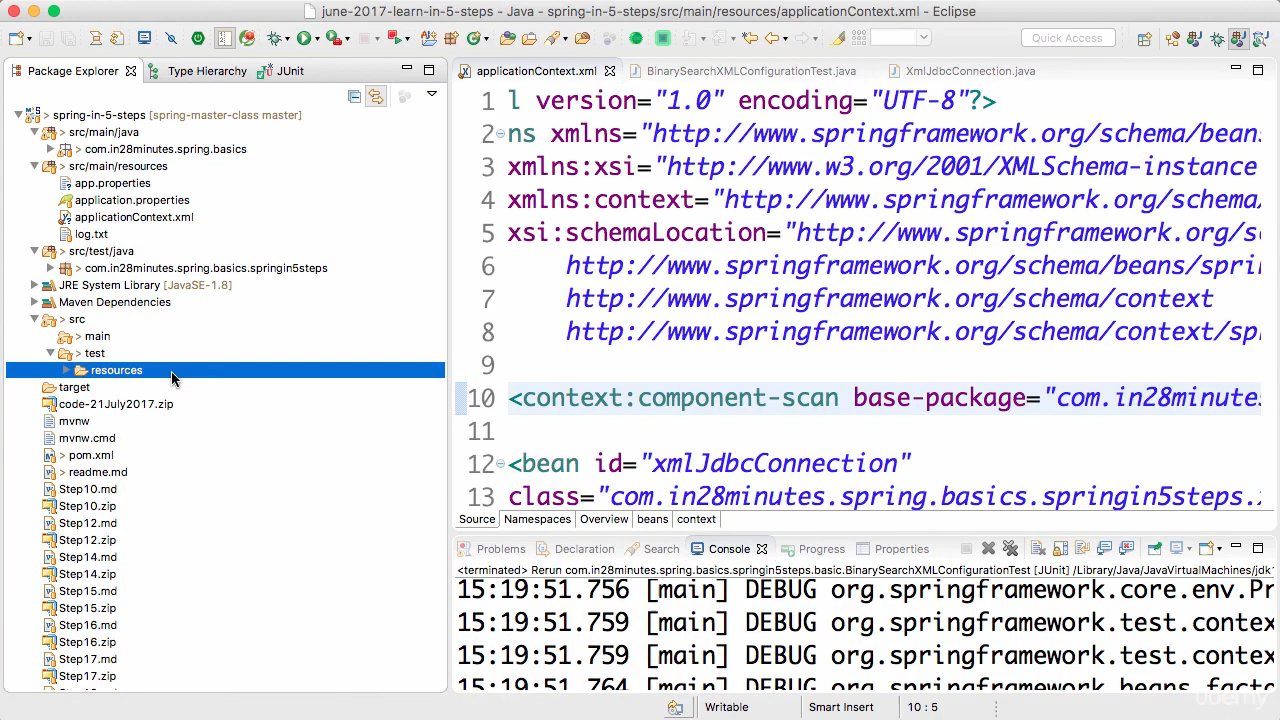 june-2017-learn-in-5-steps - Java - spring-in-5-steps/src/main/resources/applicationContext.xml - Eclipse
Quick Access
Package Explorer
Type Hierarchy
JUnit
> spring-in-5-steps [spring-master-class master]
> src/main/java
> com.in28minutes.spring.basics
> src/main/resources
app.properties
application.properties
applicationContext.xml
log.txt
> src/test/java
> com.in28minutes.spring.basics.springin5steps
JRE System Library [JavaSE-1.8]
Maven Dependencies
> src
> main
> test
> resources
target
code-21July2017.zip
mvnw
mvnw.cmd
> pom.xml
> readme.md
Step10.md
Step10.zip
Step12.md
Step12.zip
Step14.md
Step14.zip
Step15.md
Step15.zip
Step16.md
Step16.zip
Step17.md
Step17.zip
applicationContext.xml
BinarySearchXMLConfigurationTest.java
XmlJdbcConnection.java
1 l version="1.0" encoding="UTF-8"?>
2 ns xmlns="http://www.springframework.org/schema/bean
3 xmlns:xsi="http://www.w3.org/2001/XMLSchema-instance
4 xmlns:context="http://www.springframework.org/schema
5 xsi:schemaLocation="http://www.springframework.org/s
6 http://www.springframework.org/schema/beans/spri
7 http://www.springframework.org/schema/context
8 http://www.springframework.org/schema/context/sp
9
10 <context:component-scan base-package="com.in28minute
11
12 <bean id="xmlJdbcConnection"
13 class="com.in28minutes.spring.basics.springin5steps.
Source Namespaces Overview beans context
Problems Declaration Search Console Progress Properties
<terminated> Rerun com.in28minutes.spring.basics.springin5steps.basic.BinarySearchXMLConfigurationTest [JUnit] /Library/Java/JavaVirtualMachines/jdk
15:19:51.756 [main] DEBUG org.springframework.core.env.Pr
15:19:51.759 [main] DEBUG org.springframework.test.contex
15:19:51.759 [main] DEBUG org.springframework.test.contex
15:19:51.764 [main] DEBUG org.springframework.beans.facto
Writable
Smart Insert
10 : 5
udemy